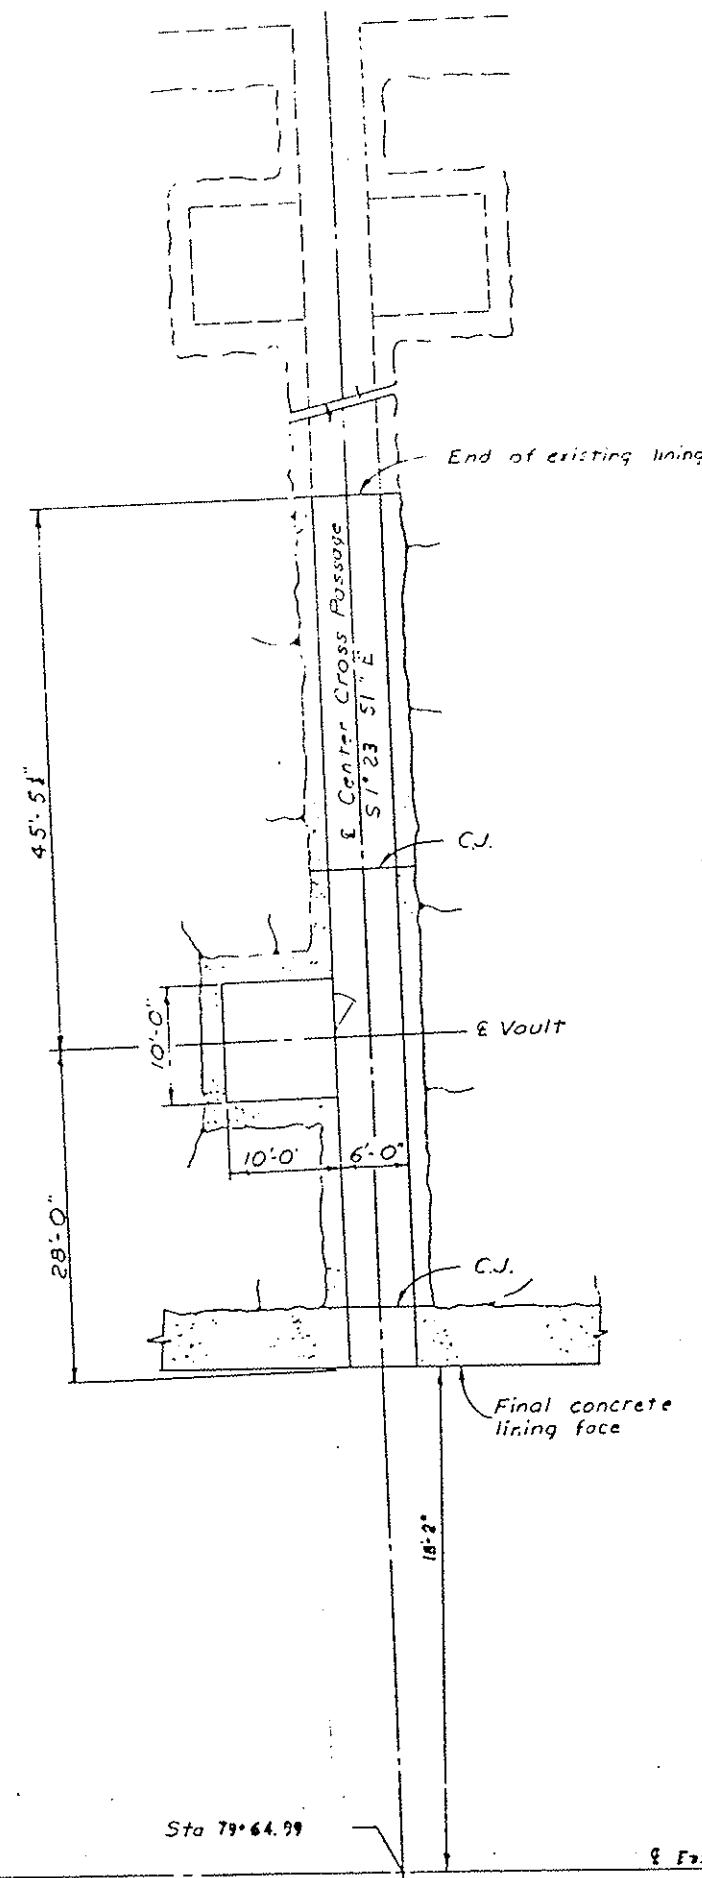 End of existing lining
℄ Center Cross Passage
S 1° 23' 51" E
45'-5½"
C.J.
10'-0"
℄ Vault
10'-0"
6'-0"
28'-0"
C.J.
Final concrete
lining face
18'-2"
Sta 79+64.99
℄